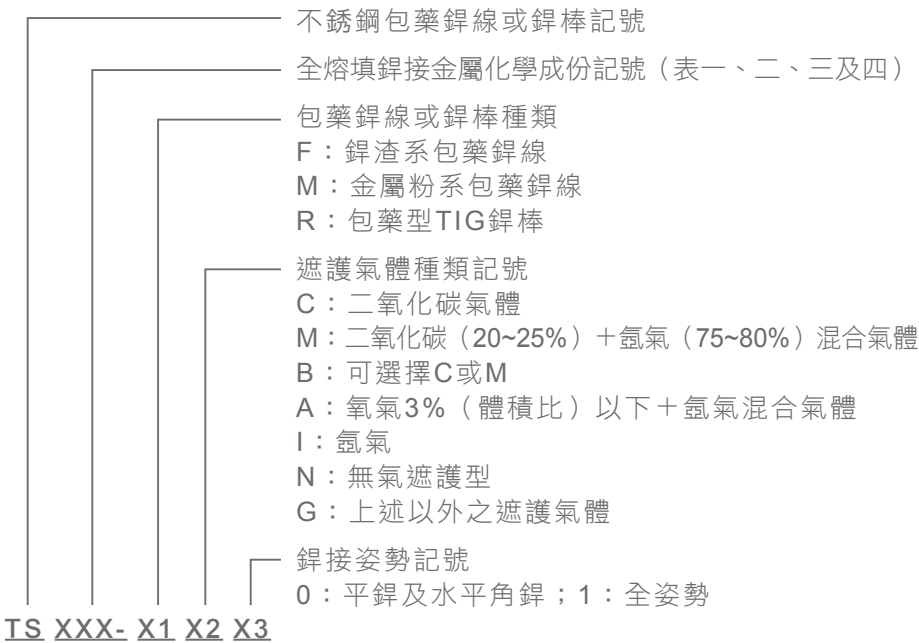 不銹鋼包藥銲線或銲棒記號
全熔填銲接金屬化學成份記號（表一、二、三及四）
包藥銲線或銲棒種類
F：銲渣系包藥銲線
M：金屬粉系包藥銲線
R：包藥型TIG銲棒
遮護氣體種類記號
C：二氧化碳氣體
M：二氧化碳（20~25%）＋氬氣（75~80%）混合氣體
B：可選擇C或M
A：氧氣3%（體積比）以下＋氬氣混合氣體
I：氬氣
N：無氣遮護型
G：上述以外之遮護氣體
銲接姿勢記號
0：平銲及水平角銲；1：全姿勢
TS XXX- X1 X2 X3